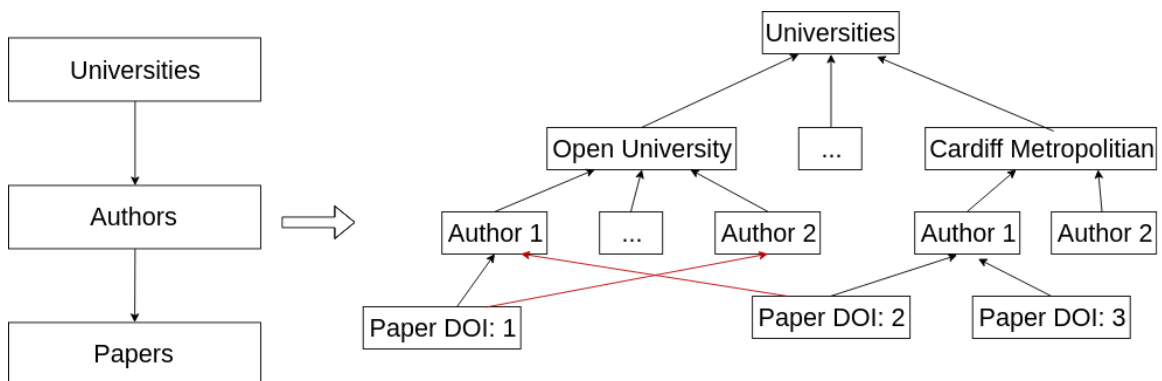 Universities
Authors
Papers
Universities
Open University
...
Cardiff Metropolitian
Author 1
...
Author 2
Author 1
Author 2
Paper DOI: 1
Paper DOI: 2
Paper DOI: 3